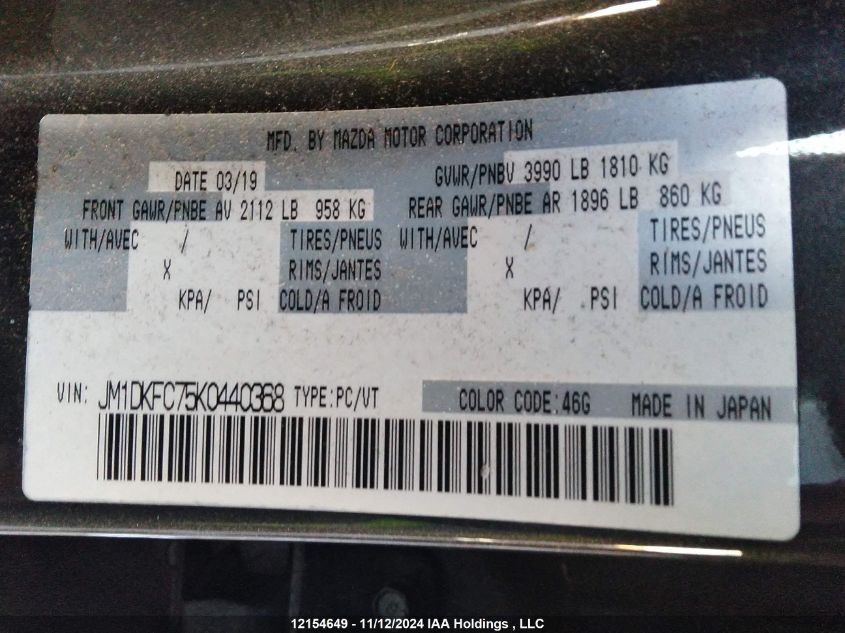 MFD. BY MAZDA MOTOR CORPORATION
DATE 03/19 GVWR/PNBV 3990 LB 1810 KG
FRONT GAWR/PNBE AV 2112 LB 958 KG REAR GAWR/PNBE AR 1896 LB 860 KG
WITH/AVEC / TIRES/PNEUS WITH/AVEC / TIRES/PNEUS
X RIMS/JANTES X RIMS/JANTES
KPA/ PSI COLD/A FROID KPA/ PSI COLD/A FROID
VIN: JM1DKFC75K0440368 TYPE:PC/VT COLOR CODE:46G MADE IN JAPAN
12154649 - 11/12/2024 IAA Holdings , LLC